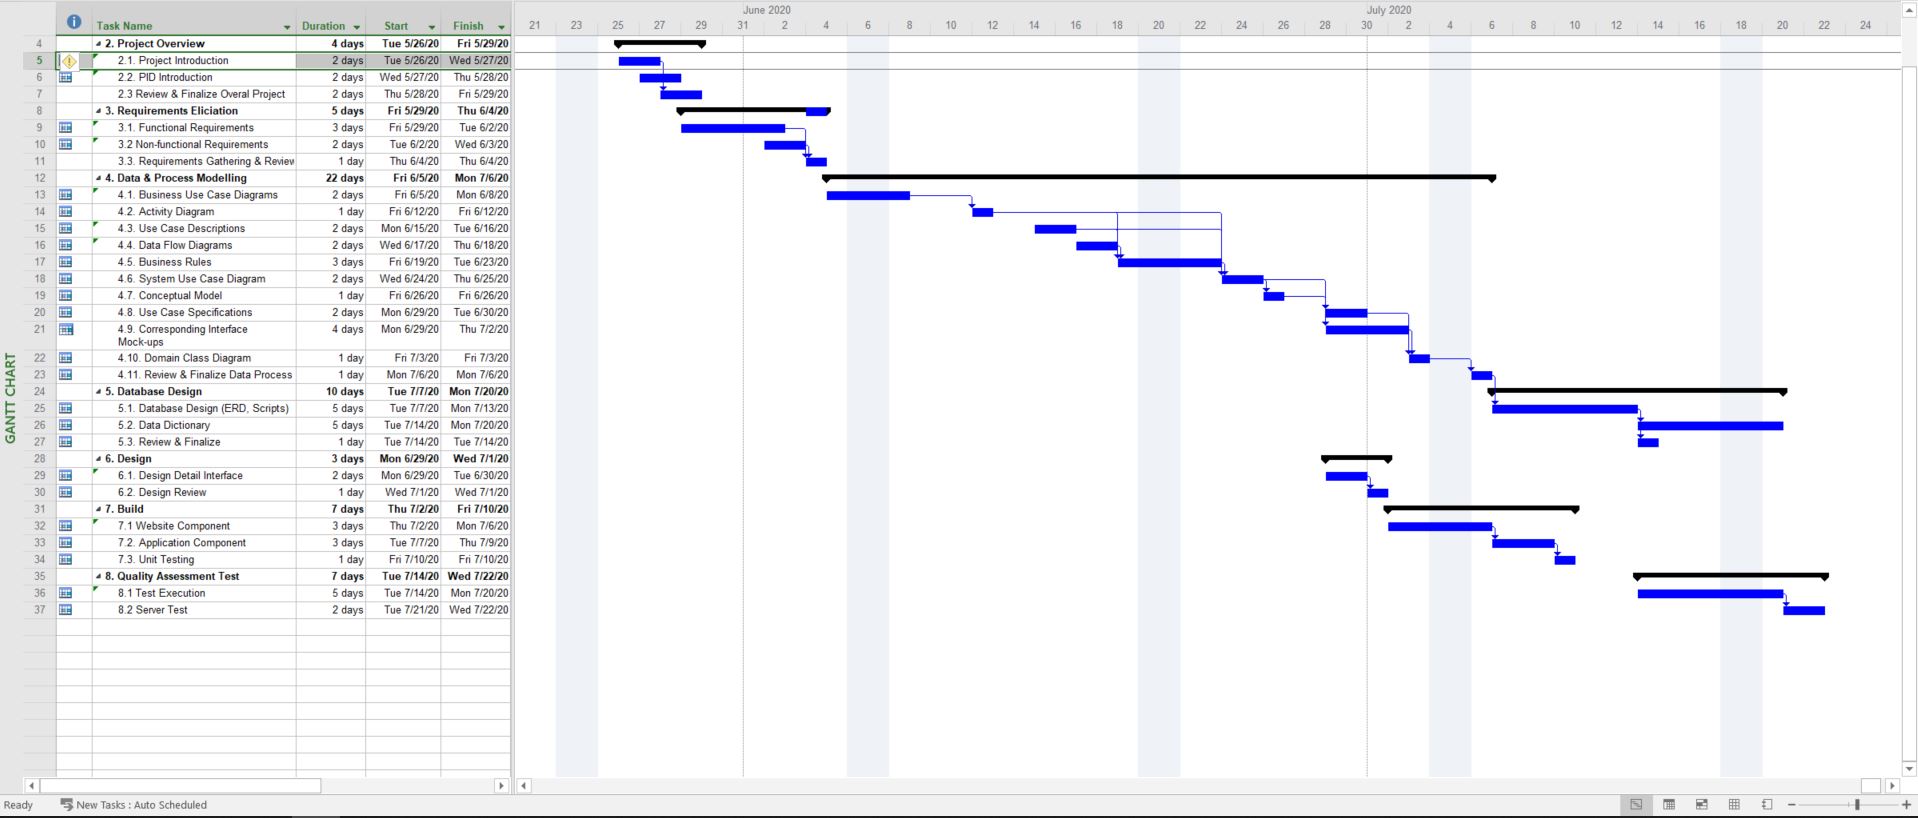 June 2020 July 2020
Task Name Duration Start Finish 21 23 25 27 29 2 4 6 8 10 12 14 16 18 20 22 24 26 28 30 2 4 6 8 10 12 14 16 18 20 22 24
4 2. Project Overview 4 days Tue 5/26/20 Fri 5/29/20
5 2.1. Project Introduction 2 days Tue 5/26/20 Wed 5/27/20
6 2.2. PID Introduction 2 days Wed 5/27/20 Thu 5/28/20
7 2.3 Review & Finalize Overal Project 2 days Thu 5/28/20 Fri 5/29/20
8 3. Requirements Eliciation 5 days Fri 5/29/20 Thu 6/4/20
9 3.1. Functional Requirements 3 days Fri 5/29/20 Tue 6/2/20
10 3.2 Non-functional Requirements 2 days Tue 6/2/20 Wed 6/3/20
11 3.3. Requirements Gathering & Review 1 day Thu 6/4/20 Thu 6/4/20
12 4. Data & Process Modelling 22 days Fri 6/5/20 Mon 7/6/20
13 4.1. Business Use Case Diagrams 2 days Fri 6/5/20 Mon 6/8/20
14 4.2. Activity Diagram 1 day Fri 6/12/20 Fri 6/12/20
15 4.3. Use Case Descriptions 2 days Mon 6/15/20 Tue 6/16/20
16 4.4. Data Flow Diagrams 2 days Wed 6/17/20 Thu 6/18/20
17 4.5. Business Rules 3 days Fri 6/19/20 Tue 6/23/20
18 4.6. System Use Case Diagram 2 days Wed 6/24/20 Thu 6/25/20
19 4.7. Conceptual Model 1 day Fri 6/26/20 Fri 6/26/20
20 4.8. Use Case Specifications 2 days Mon 6/29/20 Tue 6/30/20
21 4.9. Corresponding Interface 4 days Mon 6/29/20 Thu 7/2/20
Mock-ups
22 4.10. Domain Class Diagram 1 day Fri 7/3/20 Fri 7/3/20
23 4.11. Review & Finalize Data Process 1 day Mon 7/6/20 Mon 7/6/20
24 5. Database Design 10 days Tue 7/7/20 Mon 7/20/20
25 5.1. Database Design (ERD, Scripts) 5 days Tue 7/7/20 Mon 7/13/20
26 5.2. Data Dictionary 5 days Tue 7/14/20 Mon 7/20/20
27 5.3. Review & Finalize 1 day Tue 7/14/20 Tue 7/14/20
28 6. Design 3 days Mon 6/29/20 Wed 7/1/20
29 6.1. Design Detail Interface 2 days Mon 6/29/20 Tue 6/30/20
30 6.2. Design Review 1 day Wed 7/1/20 Wed 7/1/20
31 7. Build 7 days Thu 7/2/20 Fri 7/10/20
32 7.1 Website Component 3 days Thu 7/2/20 Mon 7/6/20
33 7.2. Application Component 3 days Tue 7/7/20 Thu 7/9/20
34 7.3. Unit Testing 1 day Fri 7/10/20 Fri 7/10/20
35 8. Quality Assessment Test 7 days Tue 7/14/20 Wed 7/22/20
36 8.1 Test Execution 5 days Tue 7/14/20 Mon 7/20/20
37 8.2 Server Test 2 days Tue 7/21/20 Wed 7/22/20
GANTT CHART
Ready New Tasks : Auto Scheduled